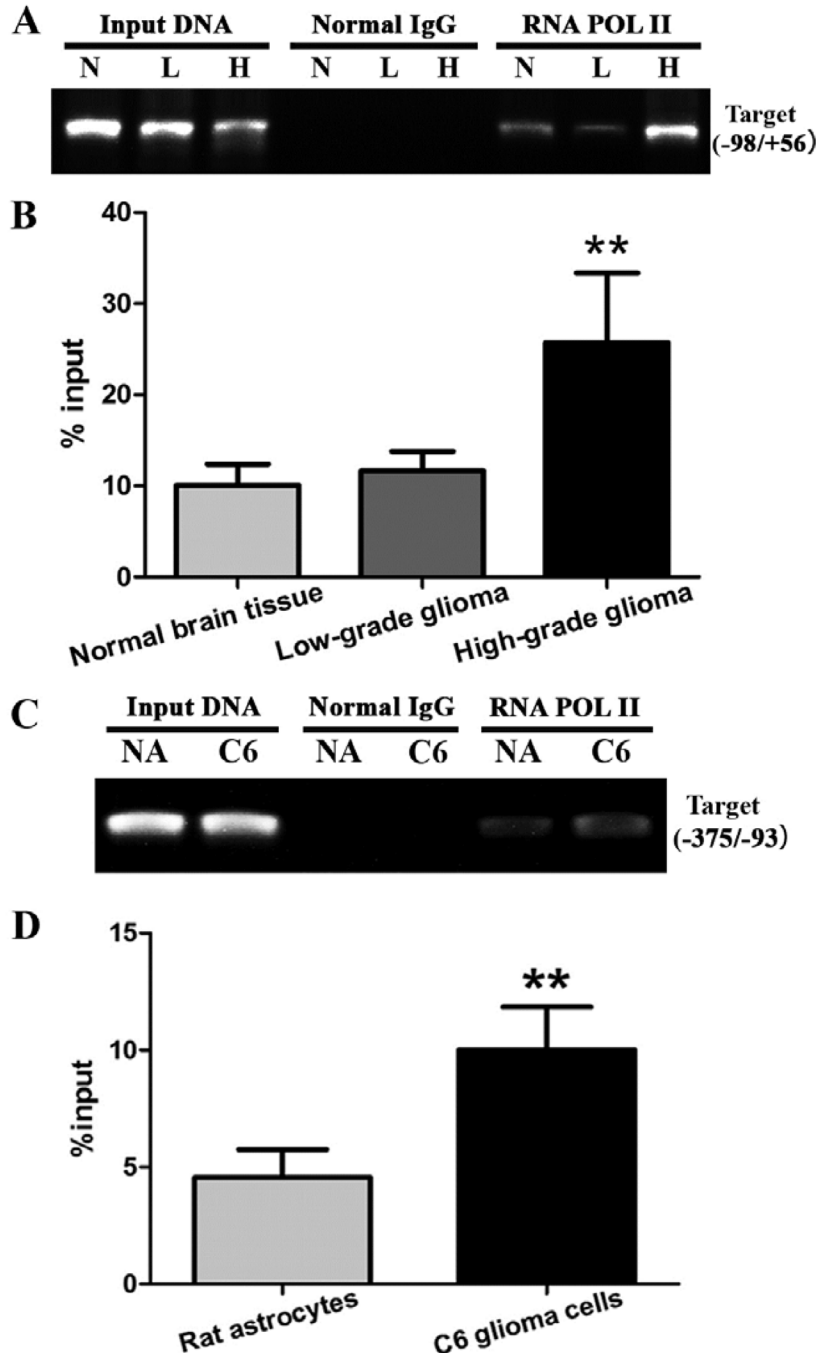 A
Input DNA Normal IgG RNA POL II
N L H N L H N L H
Target
(-98/+56)
B
**
40
30
20
10
0
% input
Normal brain tissue Low-grade glioma High-grade glioma
C
Input DNA Normal IgG RNA POL II
NA C6 NA C6 NA C6
Target
(-375/-93)
D
**
15
10
5
0
%input
Rat astrocytes C6 glioma cells